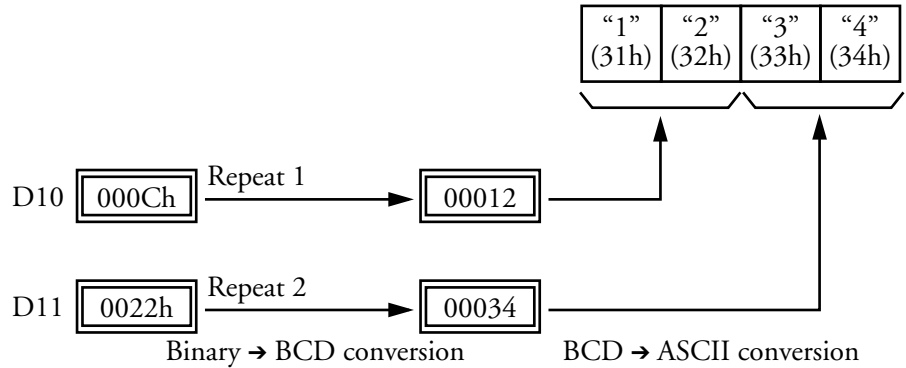 “1” “2” “3” “4”
(31h) (32h) (33h) (34h)
D10 000Ch Repeat 1 00012
D11 0022h Repeat 2 00034
Binary → BCD conversion BCD → ASCII conversion